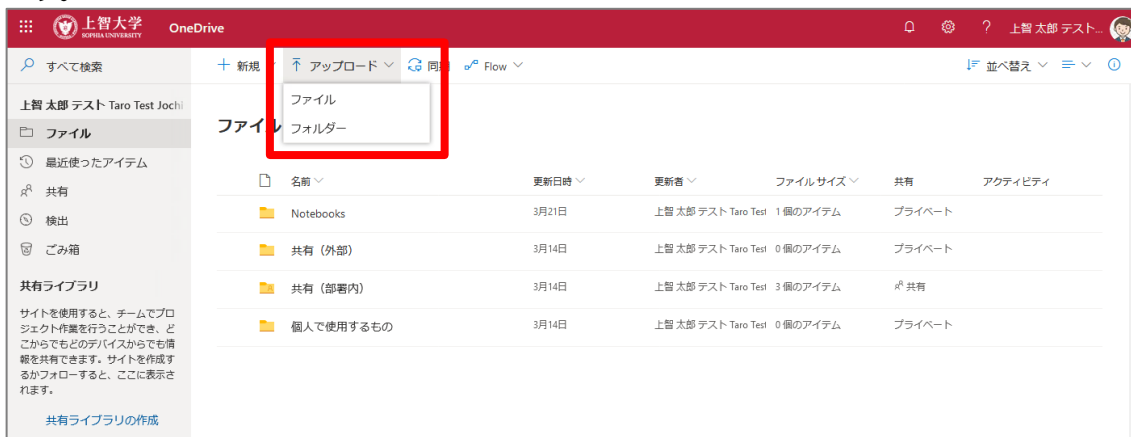 上智大学
SOPHIA UNIVERSITY
OneDrive
? 上智 太郎 テスト...
すべて検索
+ 新規
アップロード
同期
Flow
並べ替え
上智 太郎 テスト Taro Test Jochi
ファイル
最近使ったアイテム
共有
検出
ごみ箱
共有ライブラリ
サイトを使用すると、チームでプロ
ジェクト作業を行うことができ、ど
こからでもどのデバイスからでも情
報を共有できます。サイトを作成す
るかフォローすると、ここに表示さ
れます。
共有ライブラリの作成
ファイル
フォルダー
ファイル
名前 更新日時 更新者 ファイル サイズ 共有 アクティビティ
Notebooks 3月21日 上智 太郎 テスト Taro Test 1 個のアイテム プライベート
共有（外部） 3月14日 上智 太郎 テスト Taro Test 0 個のアイテム プライベート
共有（部署内） 3月14日 上智 太郎 テスト Taro Test 3 個のアイテム 共有
個人で使用するもの 3月14日 上智 太郎 テスト Taro Test 0 個のアイテム プライベート